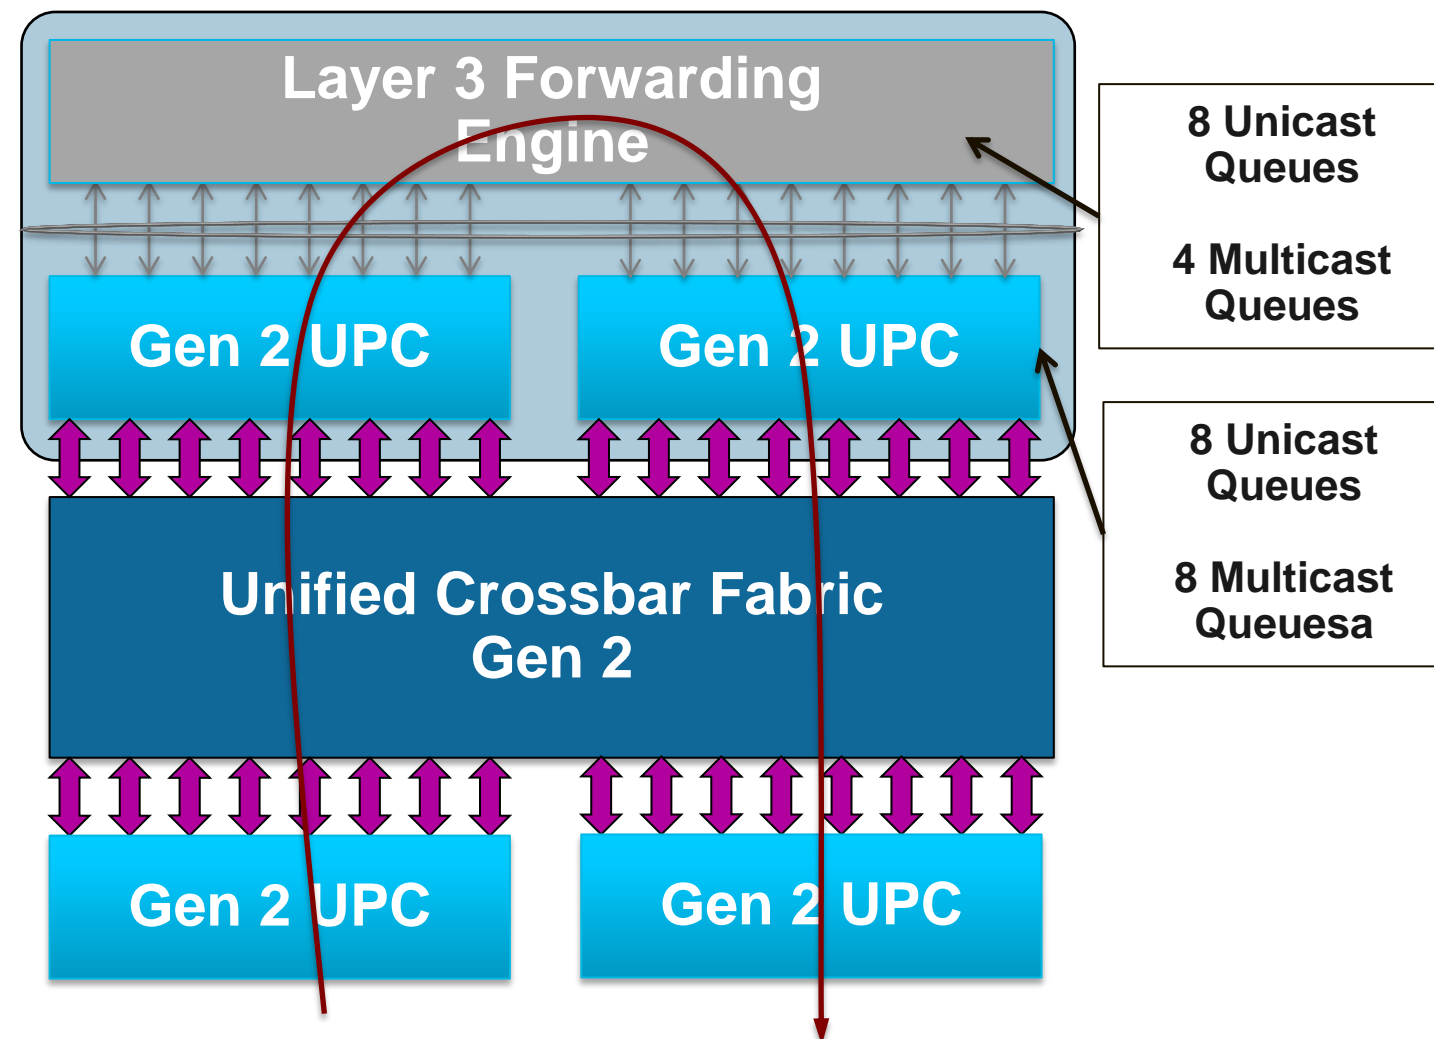 Layer 3 Forwarding
Engine
8 Unicast
Queues
4 Multicast
Queues
Gen 2 UPC
Gen 2 UPC
8 Unicast
Queues
8 Multicast
Queuesa
Unified Crossbar Fabric
Gen 2
Gen 2 UPC
Gen 2 UPC